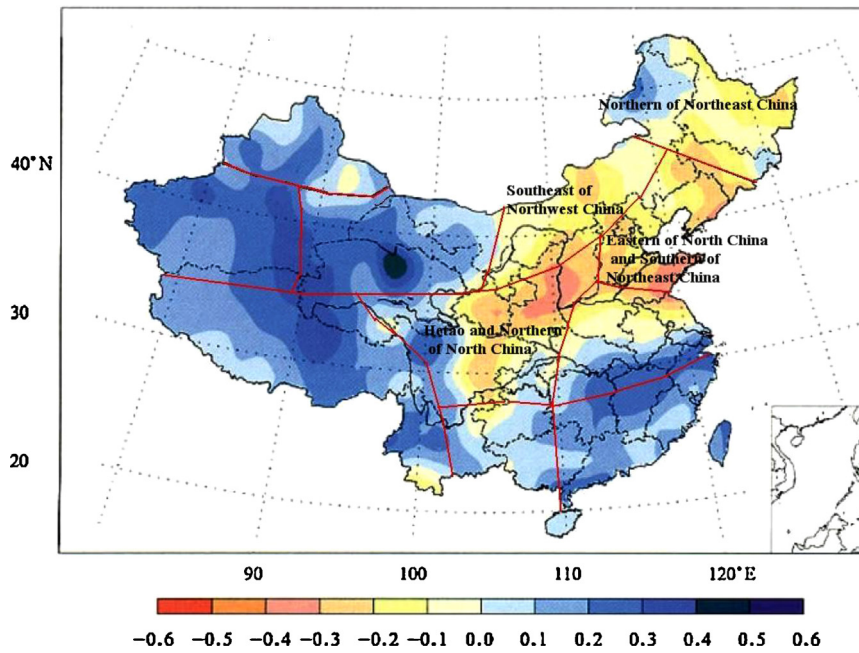 Northern of Northeast China
40°N
Southeast of
Northwest China
Eastern of North China
and Southern of
Northeast China
30
Hetao and Northern
of North China
20
90 100 110 120°E
−0.6 −0.5 −0.4 −0.3 −0.2 −0.1 0.0 0.1 0.2 0.3 0.4 0.5 0.6